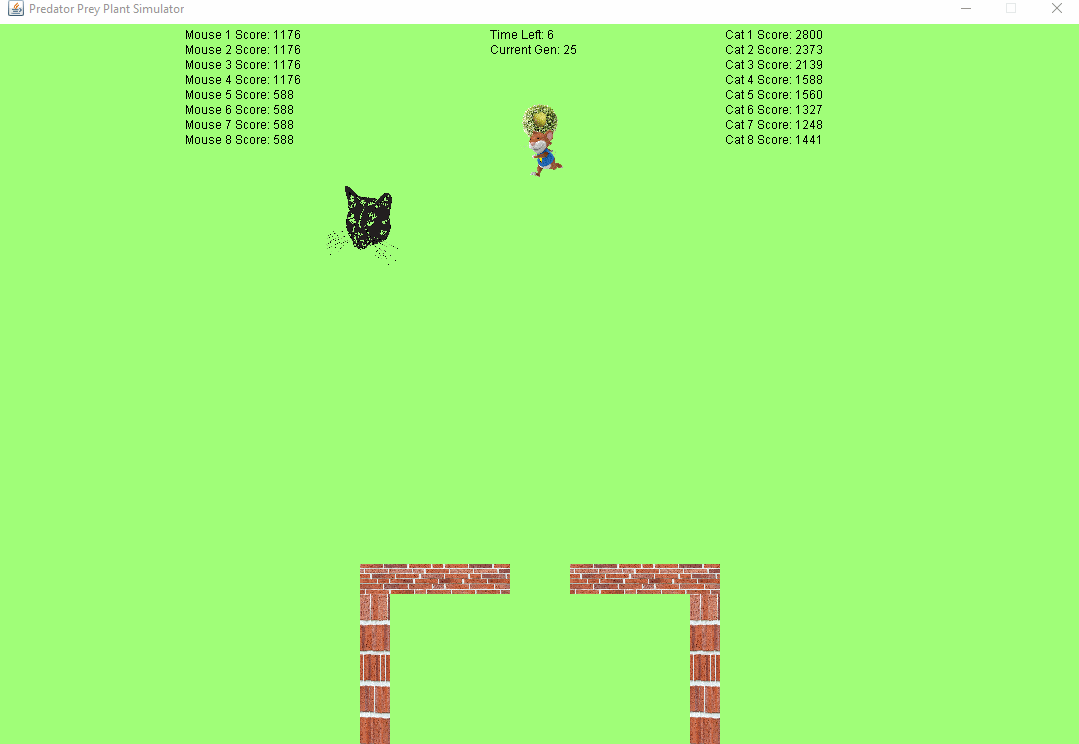 Predator Prey Plant Simulator
Mouse 1 Score: 1176
Mouse 2 Score: 1176
Mouse 3 Score: 1176
Mouse 4 Score: 1176
Mouse 5 Score: 588
Mouse 6 Score: 588
Mouse 7 Score: 588
Mouse 8 Score: 588
Time Left: 6
Current Gen: 25
Cat 1 Score: 2800
Cat 2 Score: 2373
Cat 3 Score: 2139
Cat 4 Score: 1588
Cat 5 Score: 1560
Cat 6 Score: 1327
Cat 7 Score: 1248
Cat 8 Score: 1441